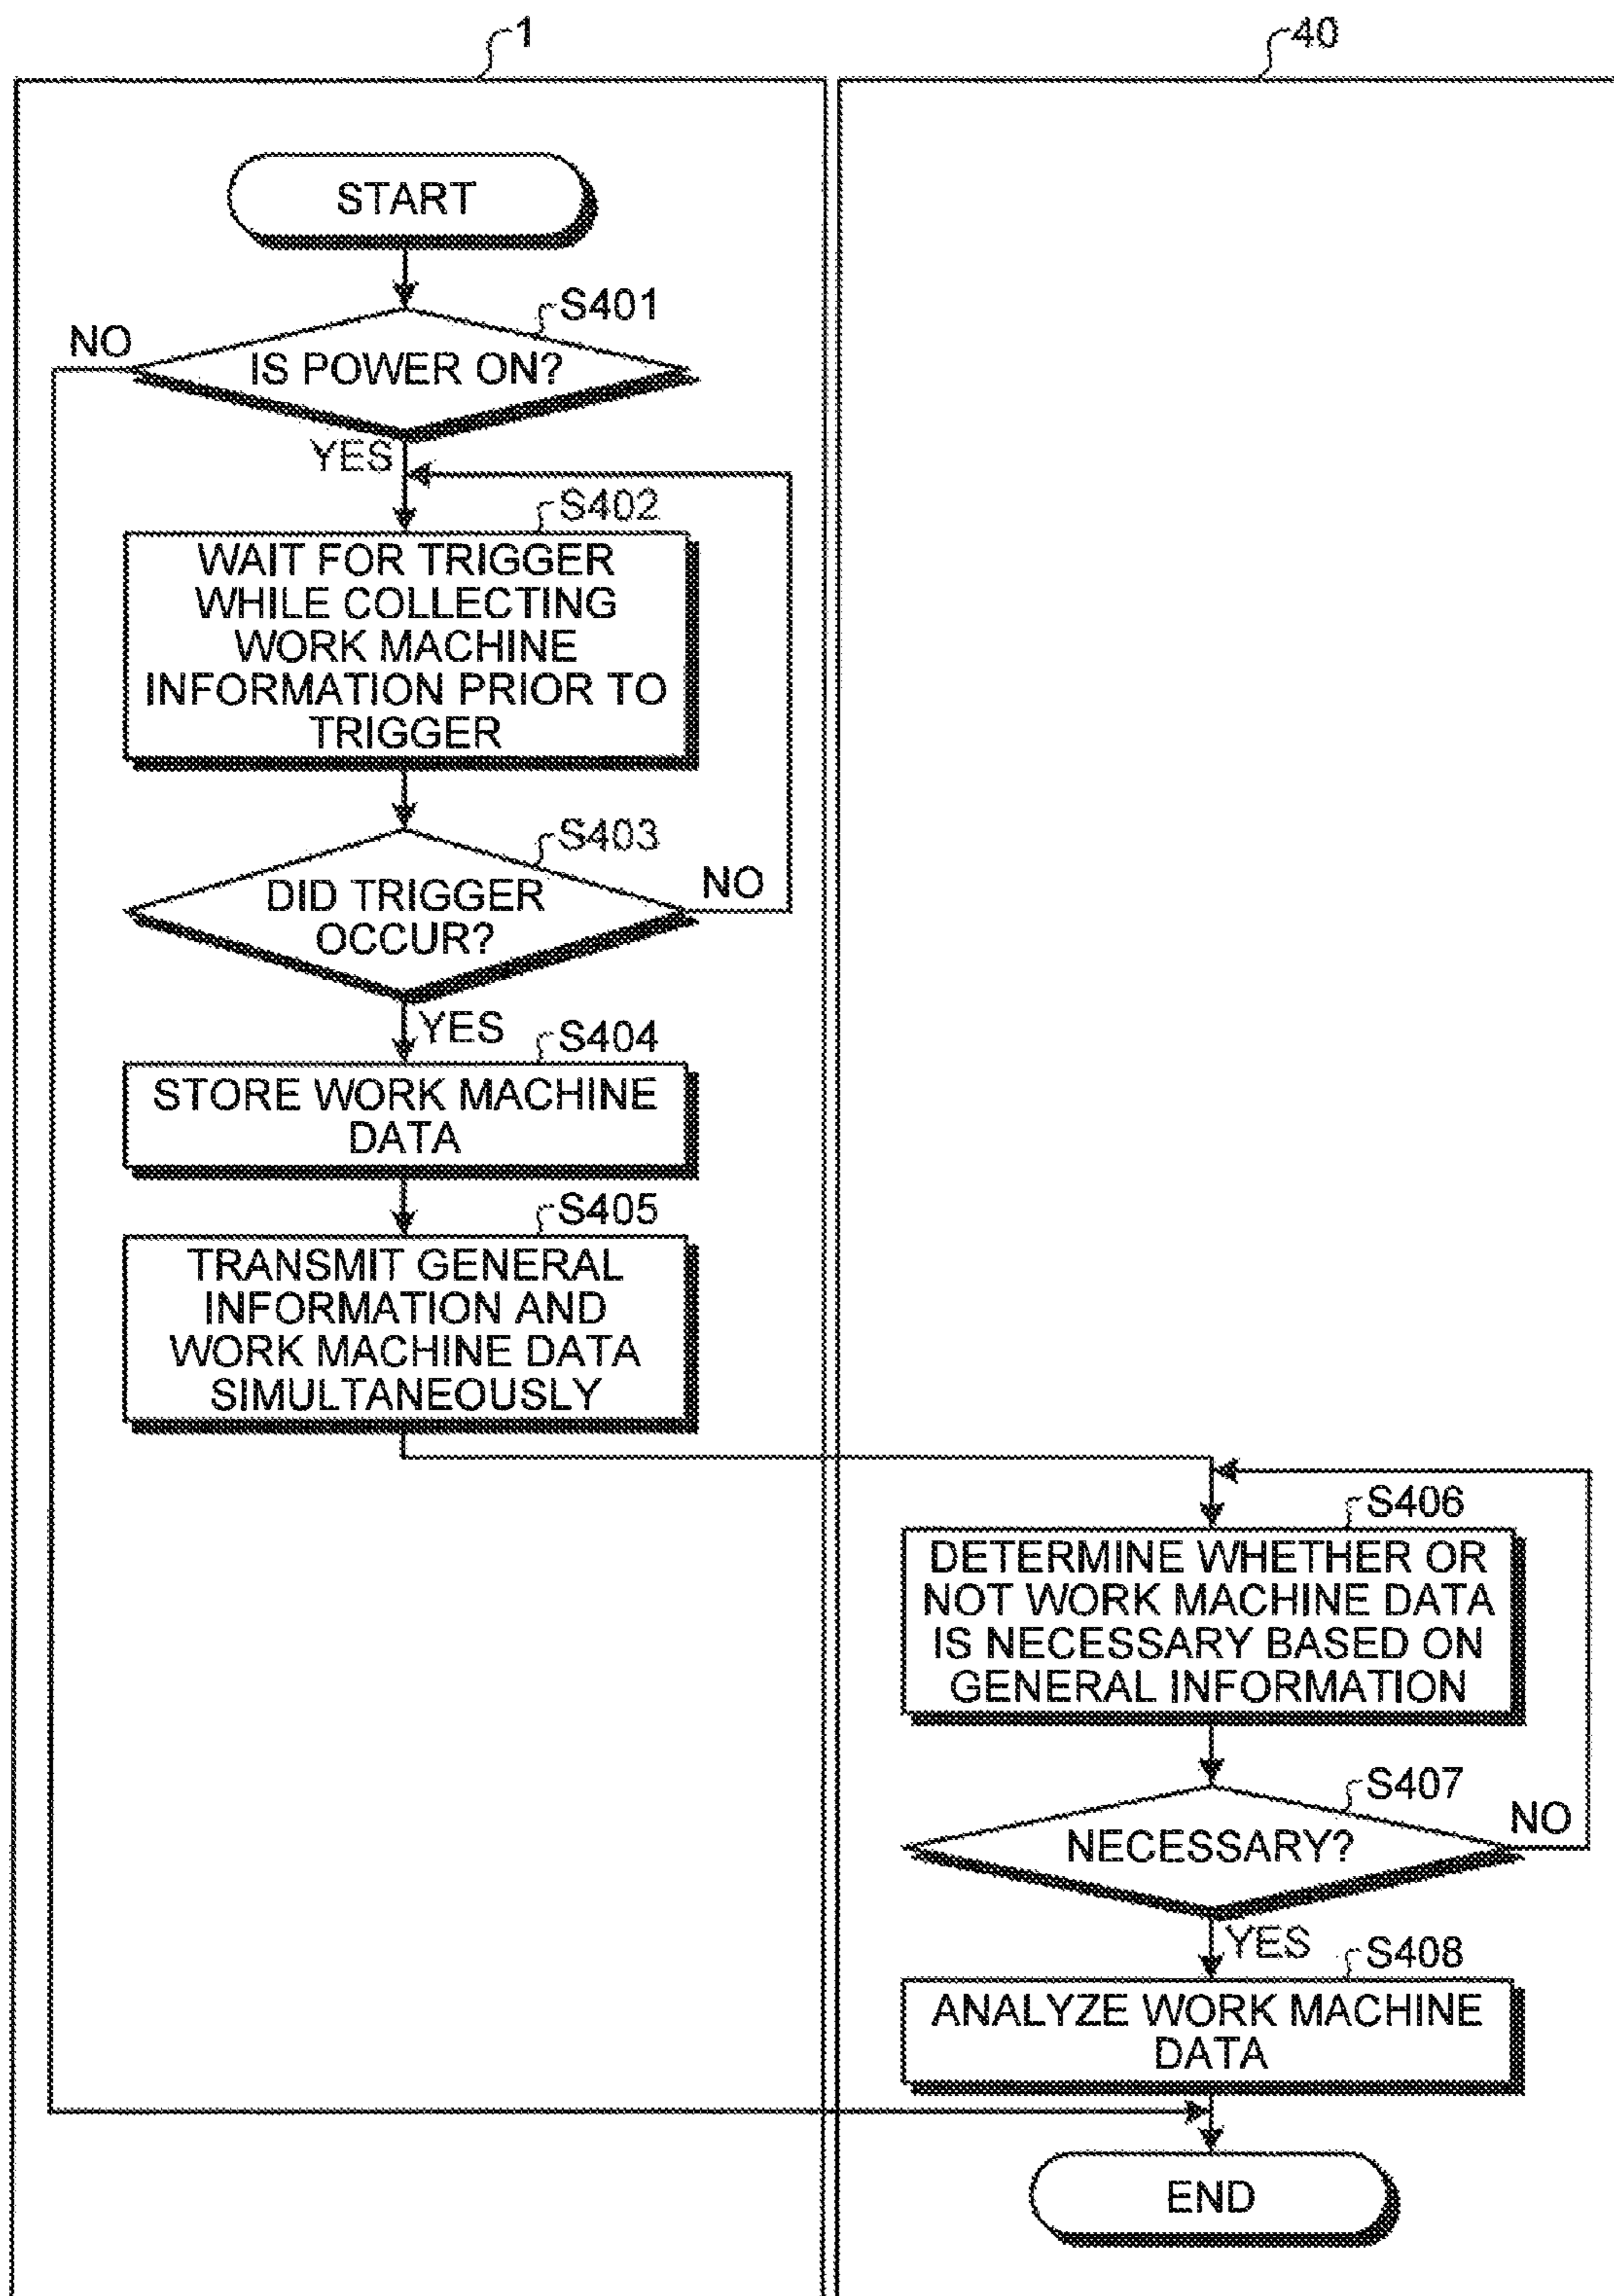 1
40
START
S401
NO
IS POWER ON?
YES
S402
WAIT FOR TRIGGER
WHILE COLLECTING
WORK MACHINE
INFORMATION PRIOR TO
TRIGGER
S403
NO
DID TRIGGER
OCCUR?
YES
S404
STORE WORK MACHINE
DATA
S405
TRANSMIT GENERAL
INFORMATION AND
WORK MACHINE DATA
SIMULTANEOUSLY
S406
DETERMINE WHETHER OR
NOT WORK MACHINE DATA
IS NECESSARY BASED ON
GENERAL INFORMATION
S407
NO
NECESSARY?
YES
S408
ANALYZE WORK MACHINE
DATA
END